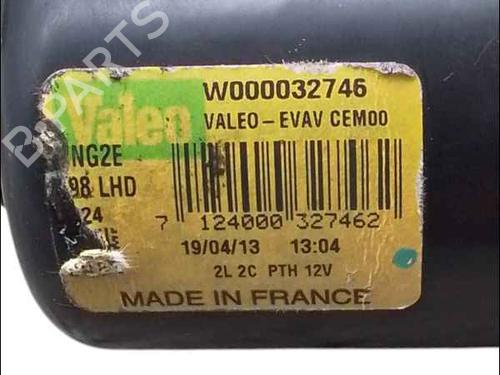 W000032746
Valeo
VALEO-EVAV CEM00
NG2E
98 LHD
24
7 124000 327462
19/04/13 13:04
2L 2C PTH 12V
MADE IN FRANCE
B PARTS